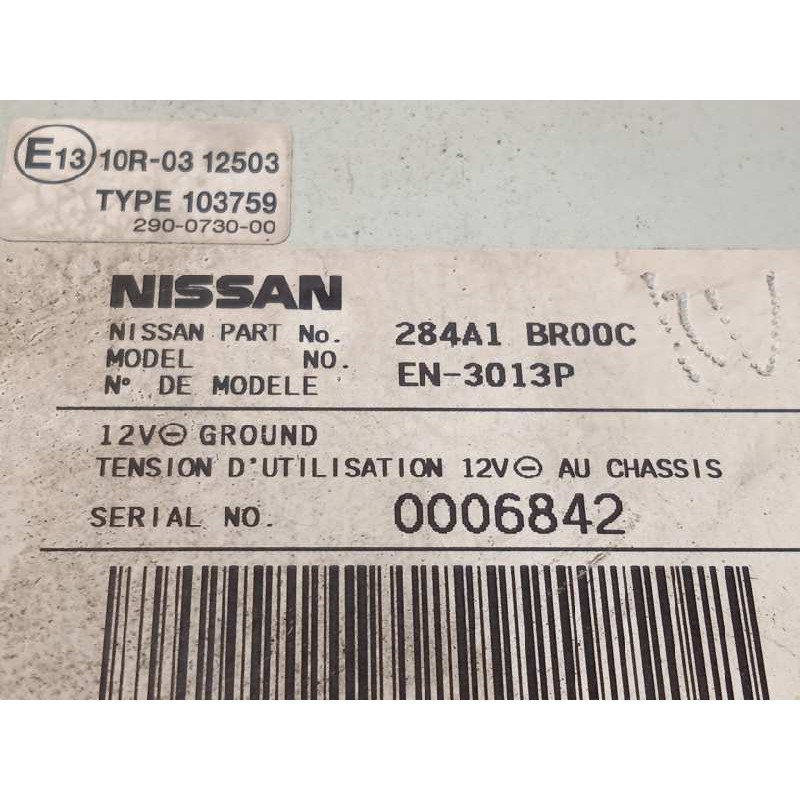 E13 10R-03 12503
TYPE 103759
290-0730-00
NISSAN
NISSAN PART No. 284A1 BR00C
MODEL NO. EN-3013P
N° DE MODELE
12V⊖ GROUND
TENSION D'UTILISATION 12V⊖ AU CHASSIS
SERIAL NO. 0006842